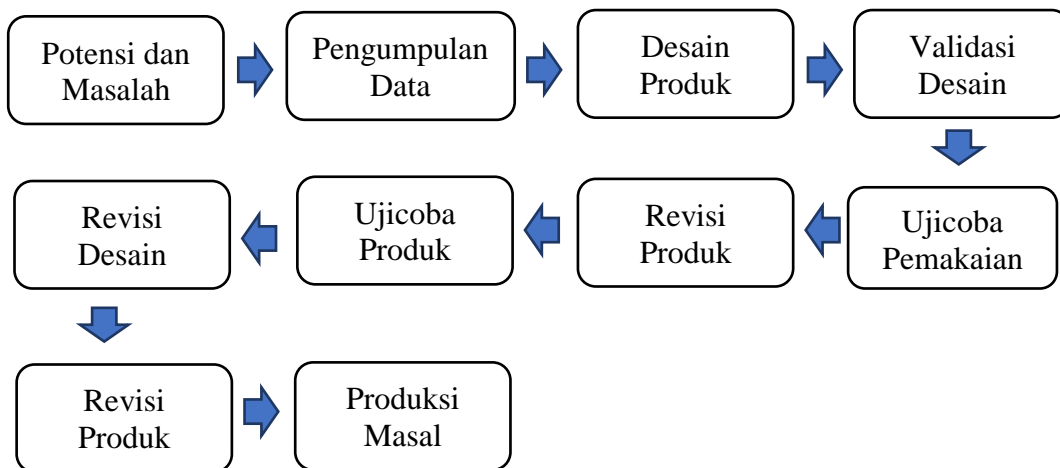 Potensi dan
Masalah
Pengumpulan
Data
Desain
Produk
Validasi
Desain
Ujicoba
Pemakaian
Revisi
Produk
Ujicoba
Produk
Revisi
Desain
Revisi
Produk
Produksi
Masal